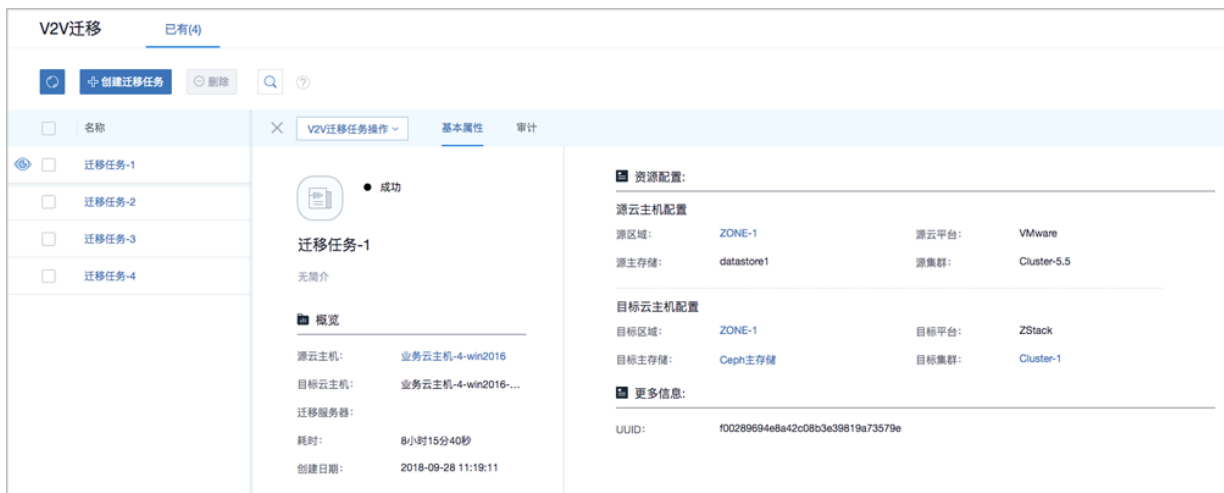 V2V迁移 已有(4)
创建迁移任务 删除 ?
名称 V2V迁移任务操作 基本属性 审计
迁移任务-1
迁移任务-2
迁移任务-3
迁移任务-4
成功
迁移任务-1
无简介
概览
源云主机: 业务云主机-4-win2016
目标云主机: 业务云主机-4-win2016-...
迁移服务器:
耗时: 8小时15分40秒
创建日期: 2018-09-28 11:19:11
资源配置:
源云主机配置
源区域: ZONE-1 源云平台: VMware
源主存储: datastore1 源集群: Cluster-5.5
目标云主机配置
目标区域: ZONE-1 目标平台: ZStack
目标主存储: Ceph主存储 目标集群: Cluster-1
更多信息:
UUID: f00289694e8a42c08b3e39819a73579e